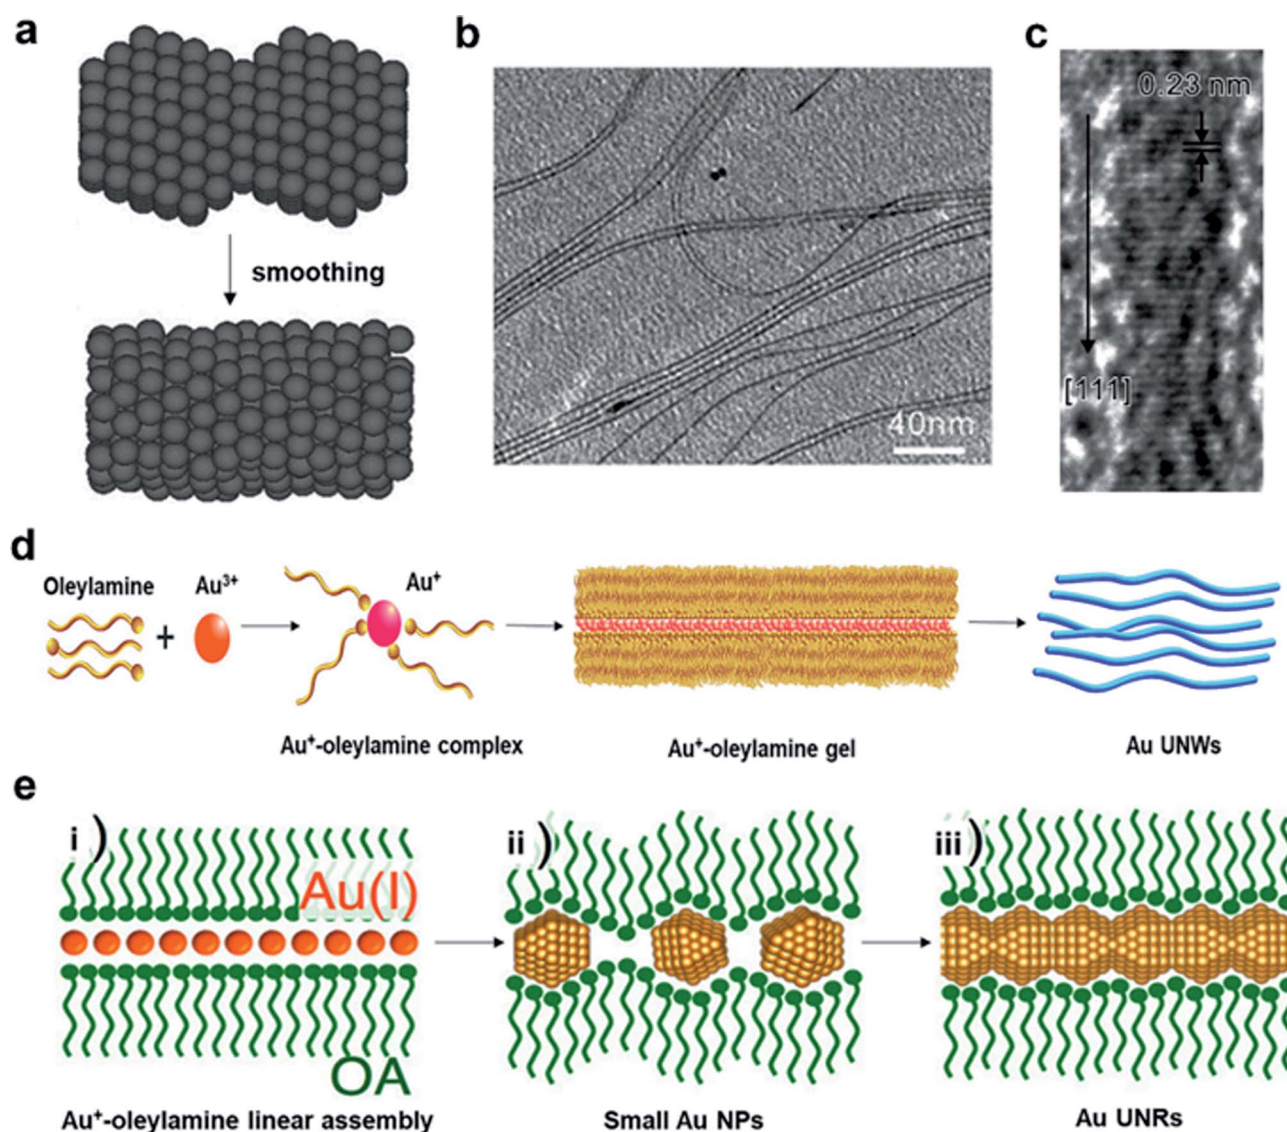 a
smoothing
b
40nm
c
0.23 nm
[111]
d
Oleylamine
+
Au³⁺
Au⁺
Au⁺-oleylamine complex
Au⁺-oleylamine gel
Au UNWs
e
i)
Au(I)
OA
Au⁺-oleylamine linear assembly
ii)
Small Au NPs
iii)
Au UNRs